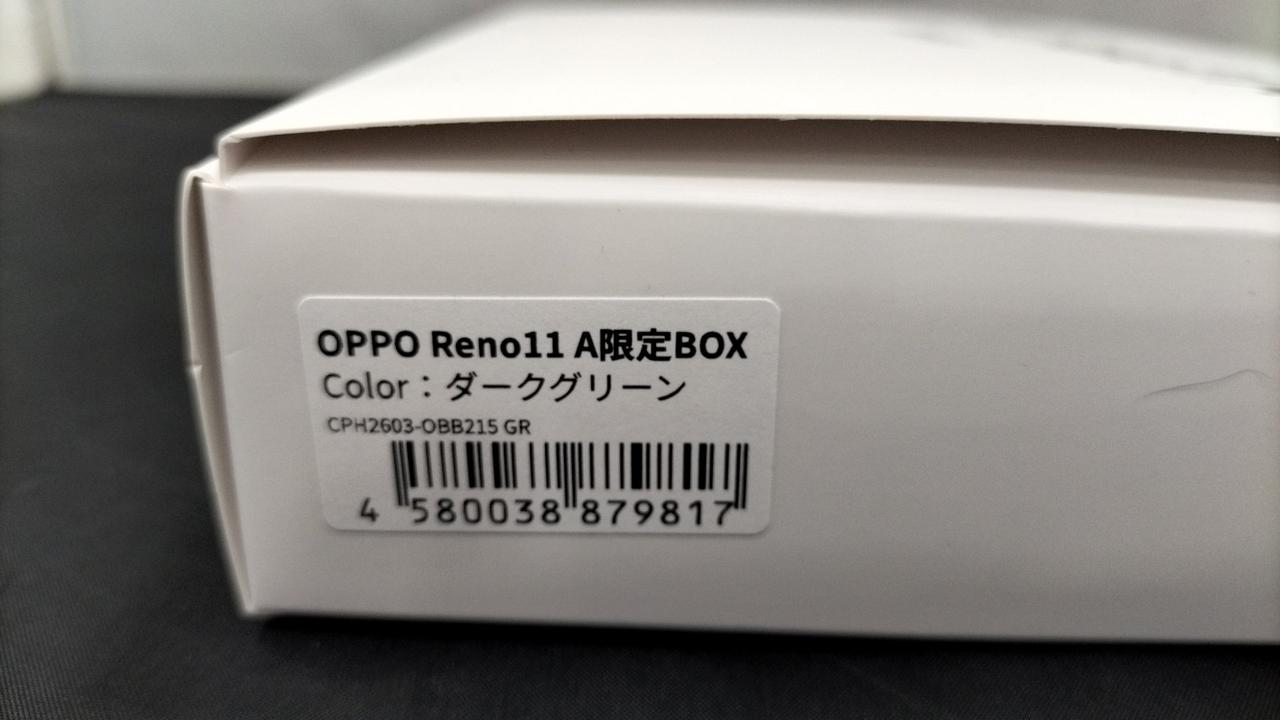 OPPO Reno11 A限定BOX
Color：ダークグリーン
CPH2603-OBB215 GR
4 580038 879817